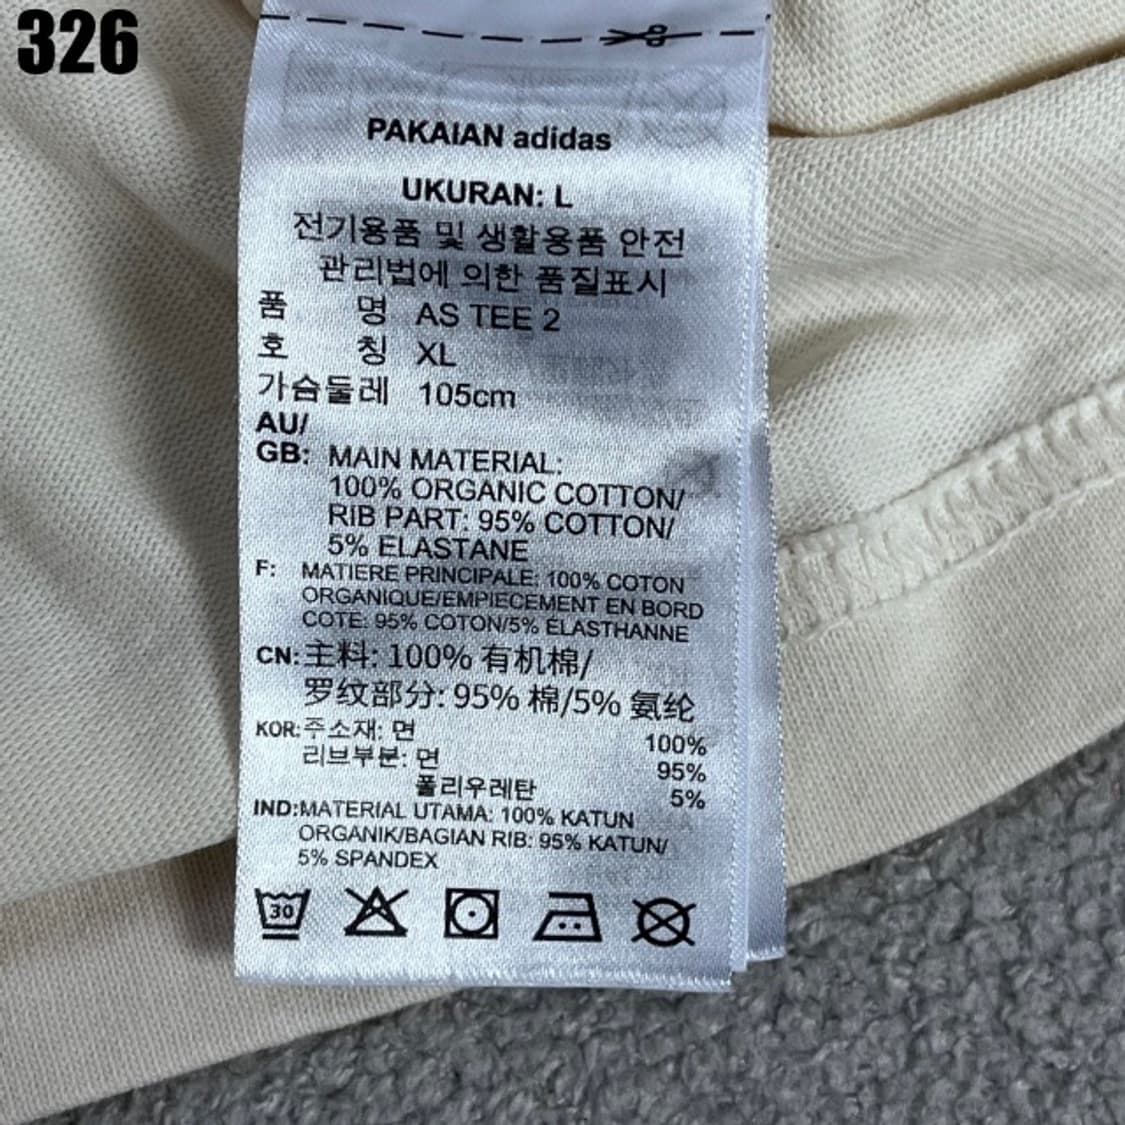 326
PAKAIAN adidas
UKURAN: L
전기용품 및 생활용품 안전
관리법에 의한 품질표시
품 명 AS TEE 2
호 칭 XL
가슴둘레 105cm
AU/
GB: MAIN MATERIAL:
100% ORGANIC COTTON/
RIB PART: 95% COTTON/
5% ELASTANE
F: MATIERE PRINCIPALE: 100% COTON
ORGANIQUE/EMPIECEMENT EN BORD
COTE: 95% COTON/5% ÉLASTHANNE
CN: 主料: 100% 有机棉/
罗纹部分: 95% 棉/5% 氨纶
KOR: 주소재: 면 100%
리브부분: 면 95%
폴리우레탄 5%
IND: MATERIAL UTAMA: 100% KATUN
ORGANIK/BAGIAN RIB: 95% KATUN/
5% SPANDEX
30